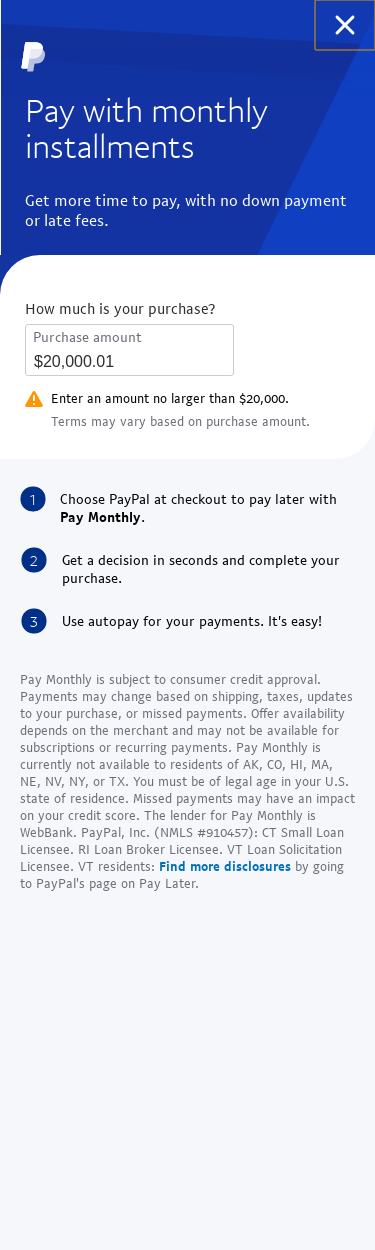 Pay with monthly
installments
Get more time to pay, with no down payment
or late fees.
How much is your purchase?
Purchase amount
$20,000.01
Enter an amount no larger than $20,000.
Terms may vary based on purchase amount.
1 Choose PayPal at checkout to pay later with
Pay Monthly.
2 Get a decision in seconds and complete your
purchase.
3 Use autopay for your payments. It's easy!
Pay Monthly is subject to consumer credit approval.
Payments may change based on shipping, taxes, updates
to your purchase, or missed payments. Offer availability
depends on the merchant and may not be available for
subscriptions or recurring payments. Pay Monthly is
currently not available to residents of AK, CO, HI, MA,
NE, NV, NY, or TX. You must be of legal age in your U.S.
state of residence. Missed payments may have an impact
on your credit score. The lender for Pay Monthly is
WebBank. PayPal, Inc. (NMLS #910457): CT Small Loan
Licensee. RI Loan Broker Licensee. VT Loan Solicitation
Licensee. VT residents: Find more disclosures by going
to PayPal's page on Pay Later.